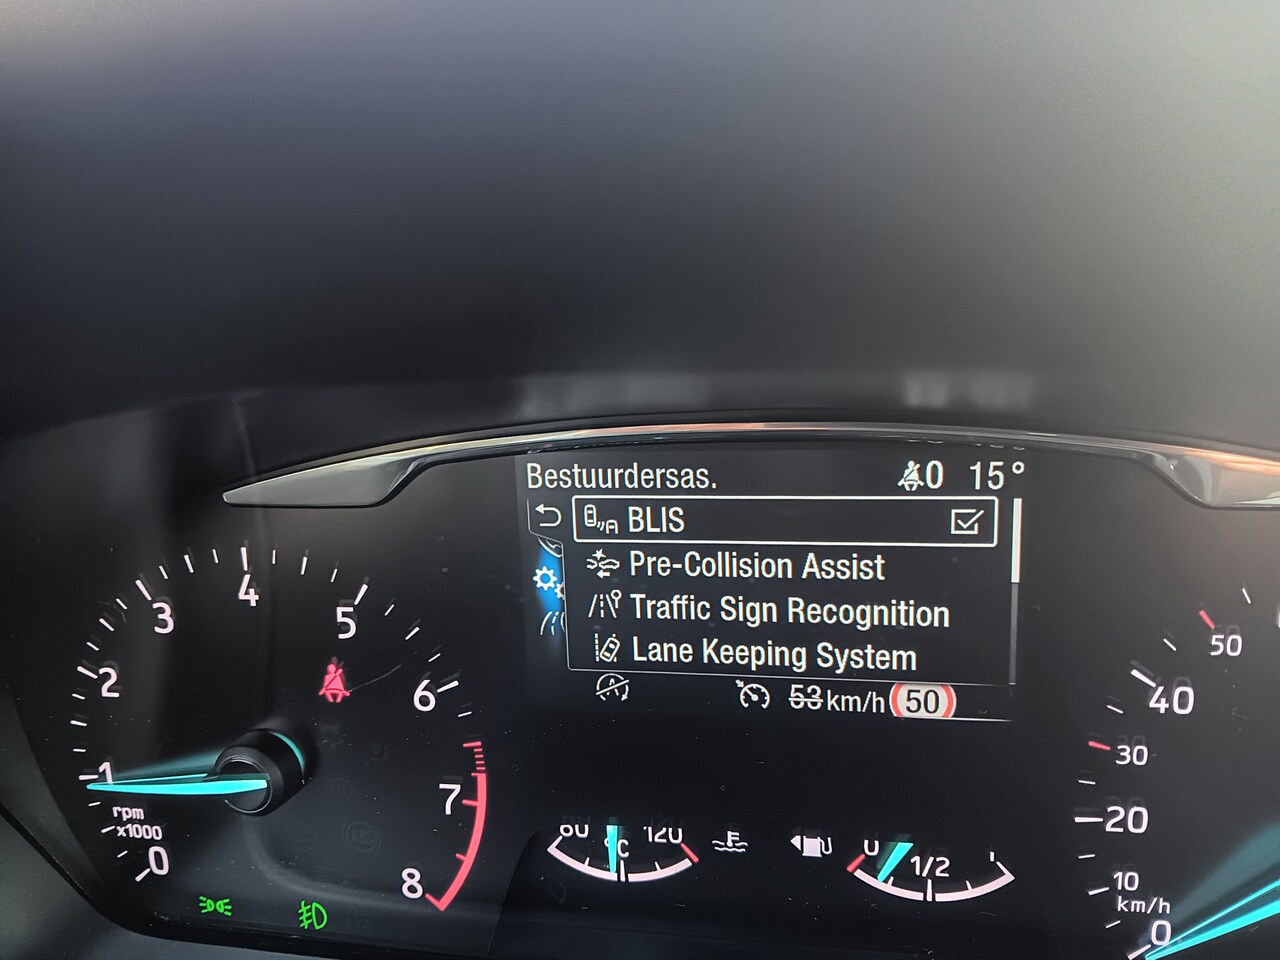 Bestuurdersas. 0 15°
BLIS
Pre-Collision Assist
Traffic Sign Recognition
Lane Keeping System
53 km/h 50
0
1
2
3
4
5
6
7
8
rpm
x1000
60 °C 120
0 1/2 1
50
40
30
20
10
km/h
0